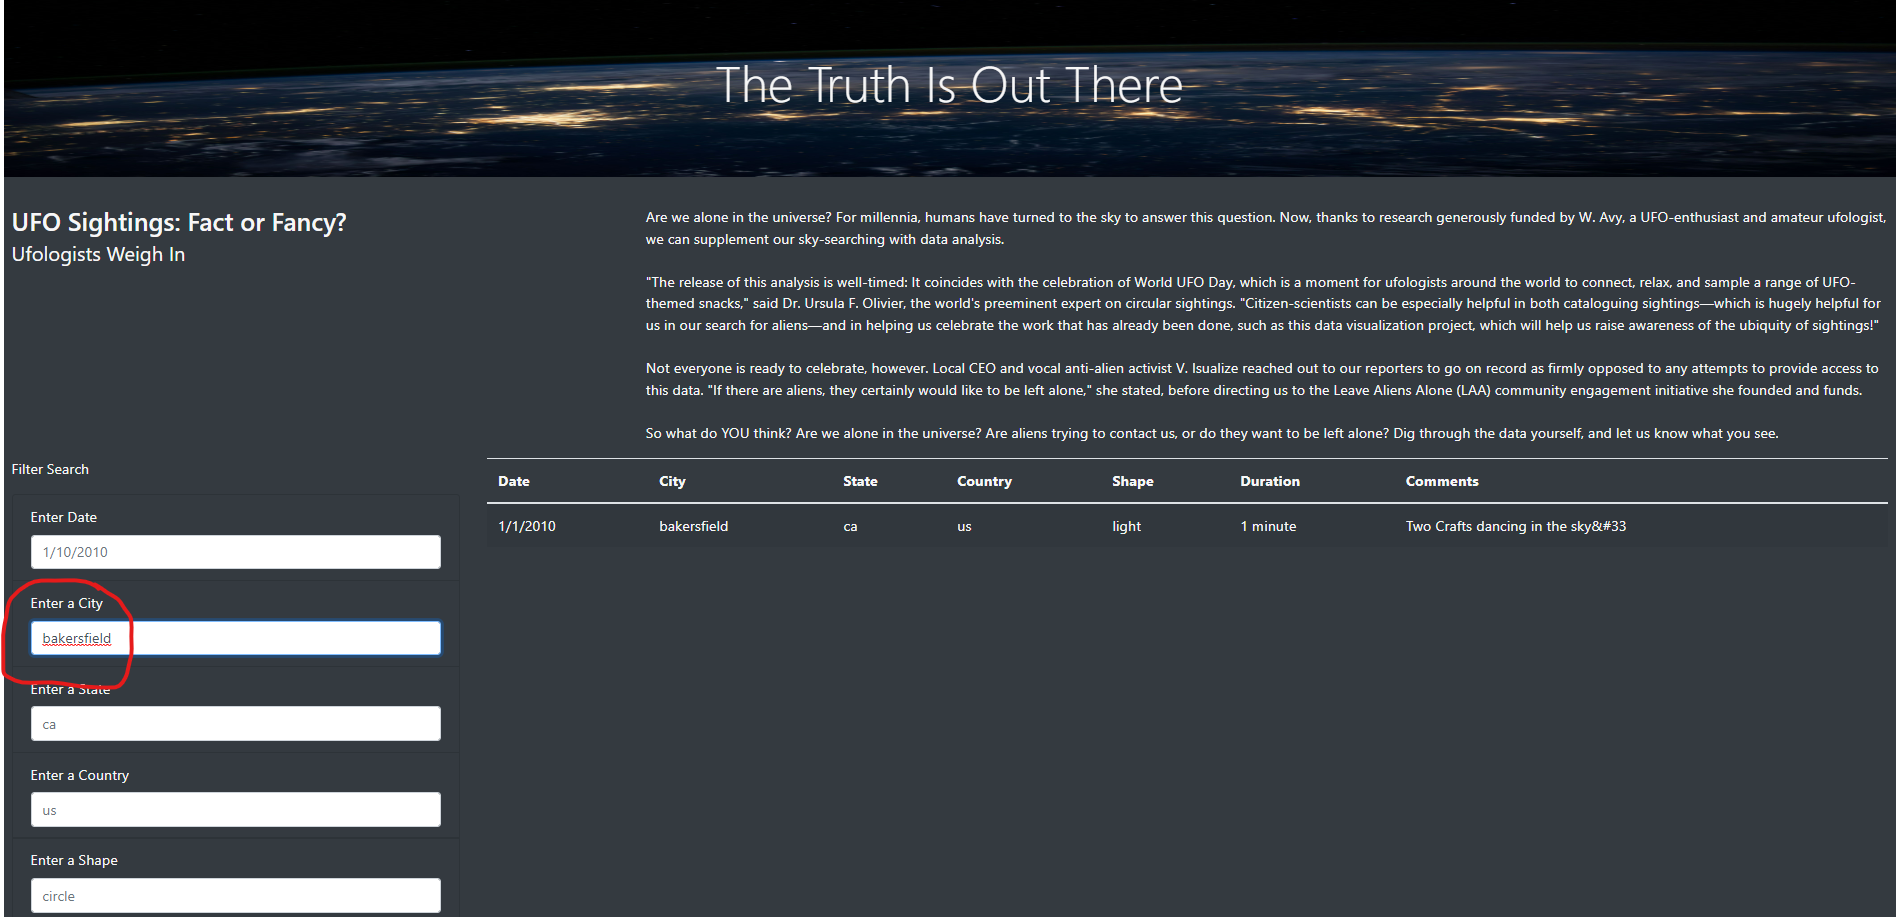 The Truth Is Out There
UFO Sightings: Fact or Fancy?
Ufologists Weigh In
Are we alone in the universe? For millennia, humans have turned to the sky to answer this question. Now, thanks to research generously funded by W. Avy, a UFO-enthusiast and amateur ufologist,
we can supplement our sky-searching with data analysis.
"The release of this analysis is well-timed: It coincides with the celebration of World UFO Day, which is a moment for ufologists around the world to connect, relax, and sample a range of UFO-
themed snacks," said Dr. Ursula F. Olivier, the world's preeminent expert on circular sightings. "Citizen-scientists can be especially helpful in both cataloguing sightings—which is hugely helpful for
us in our search for aliens—and in helping us celebrate the work that has already been done, such as this data visualization project, which will help us raise awareness of the ubiquity of sightings!"
Not everyone is ready to celebrate, however. Local CEO and vocal anti-alien activist V. Isualize reached out to our reporters to go on record as firmly opposed to any attempts to provide access to
this data. "If there are aliens, they certainly would like to be left alone," she stated, before directing us to the Leave Aliens Alone (LAA) community engagement initiative she founded and funds.
So what do YOU think? Are we alone in the universe? Are aliens trying to contact us, or do they want to be left alone? Dig through the data yourself, and let us know what you see.
Filter Search
Enter Date
1/10/2010
Enter a City
bakersfield
Enter a State
ca
Enter a Country
us
Enter a Shape
circle
Date City State Country Shape Duration Comments
1/1/2010 bakersfield ca us light 1 minute Two Crafts dancing in the sky&#33